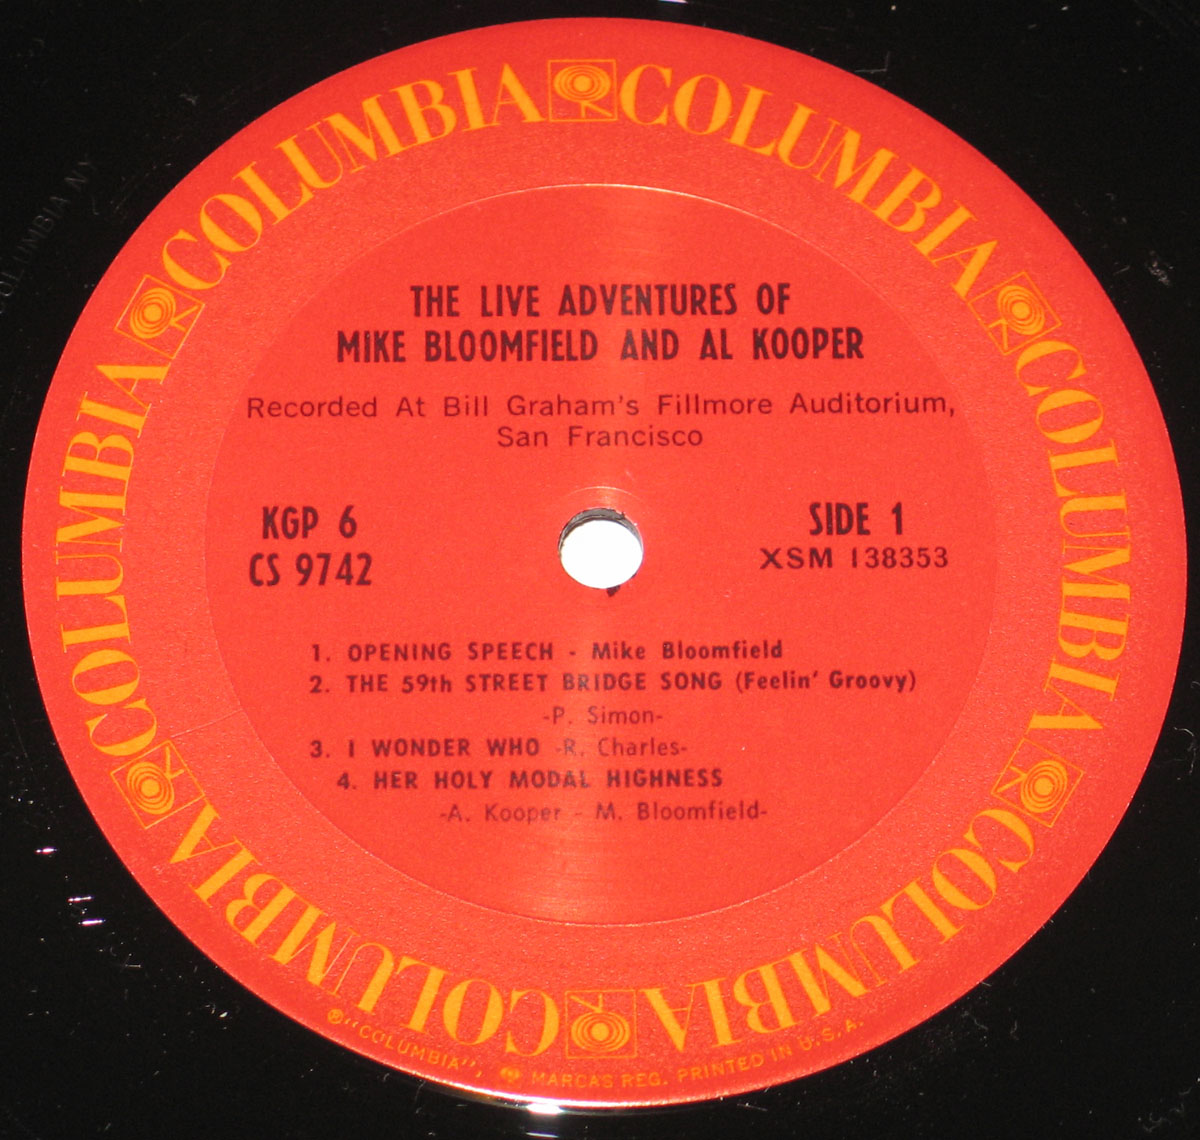 COLUMBIA COLUMBIA COLUMBIA COLUMBIA COLUMBIA COLUMBIA
THE LIVE ADVENTURES OF
MIKE BLOOMFIELD AND AL KOOPER
Recorded At Bill Graham's Fillmore Auditorium,
San Francisco
KGP 6
CS 9742
SIDE 1
XSM 138353
1. OPENING SPEECH - Mike Bloomfield
2. THE 59th STREET BRIDGE SONG (Feelin' Groovy)
-P. Simon-
3. I WONDER WHO -R. Charles-
4. HER HOLY MODAL HIGHNESS
-A. Kooper - M. Bloomfield-
"COLUMBIA", MARCAS REG. PRINTED IN U.S.A.
COLUMBIA NY